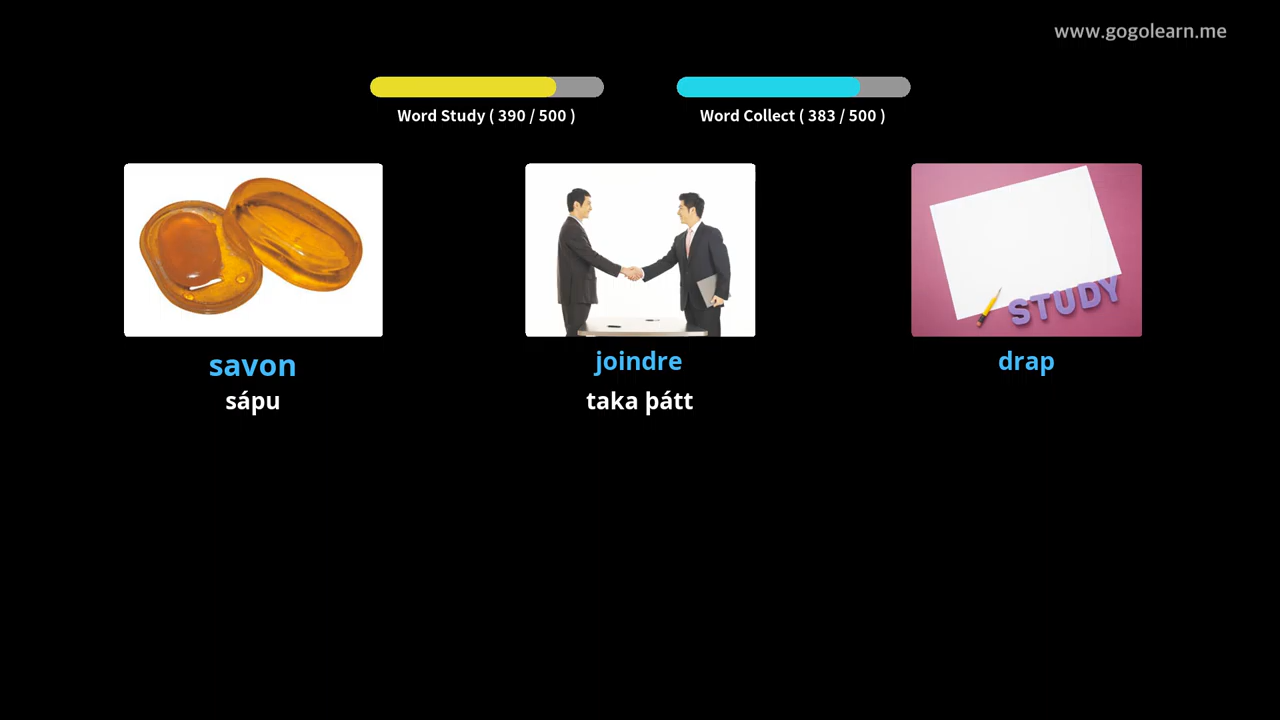 www.gogolearn.me
Word Study ( 390 / 500 )
Word Collect ( 383 / 500 )
STUDY
savon
joindre
drap
sápu
taka þátt